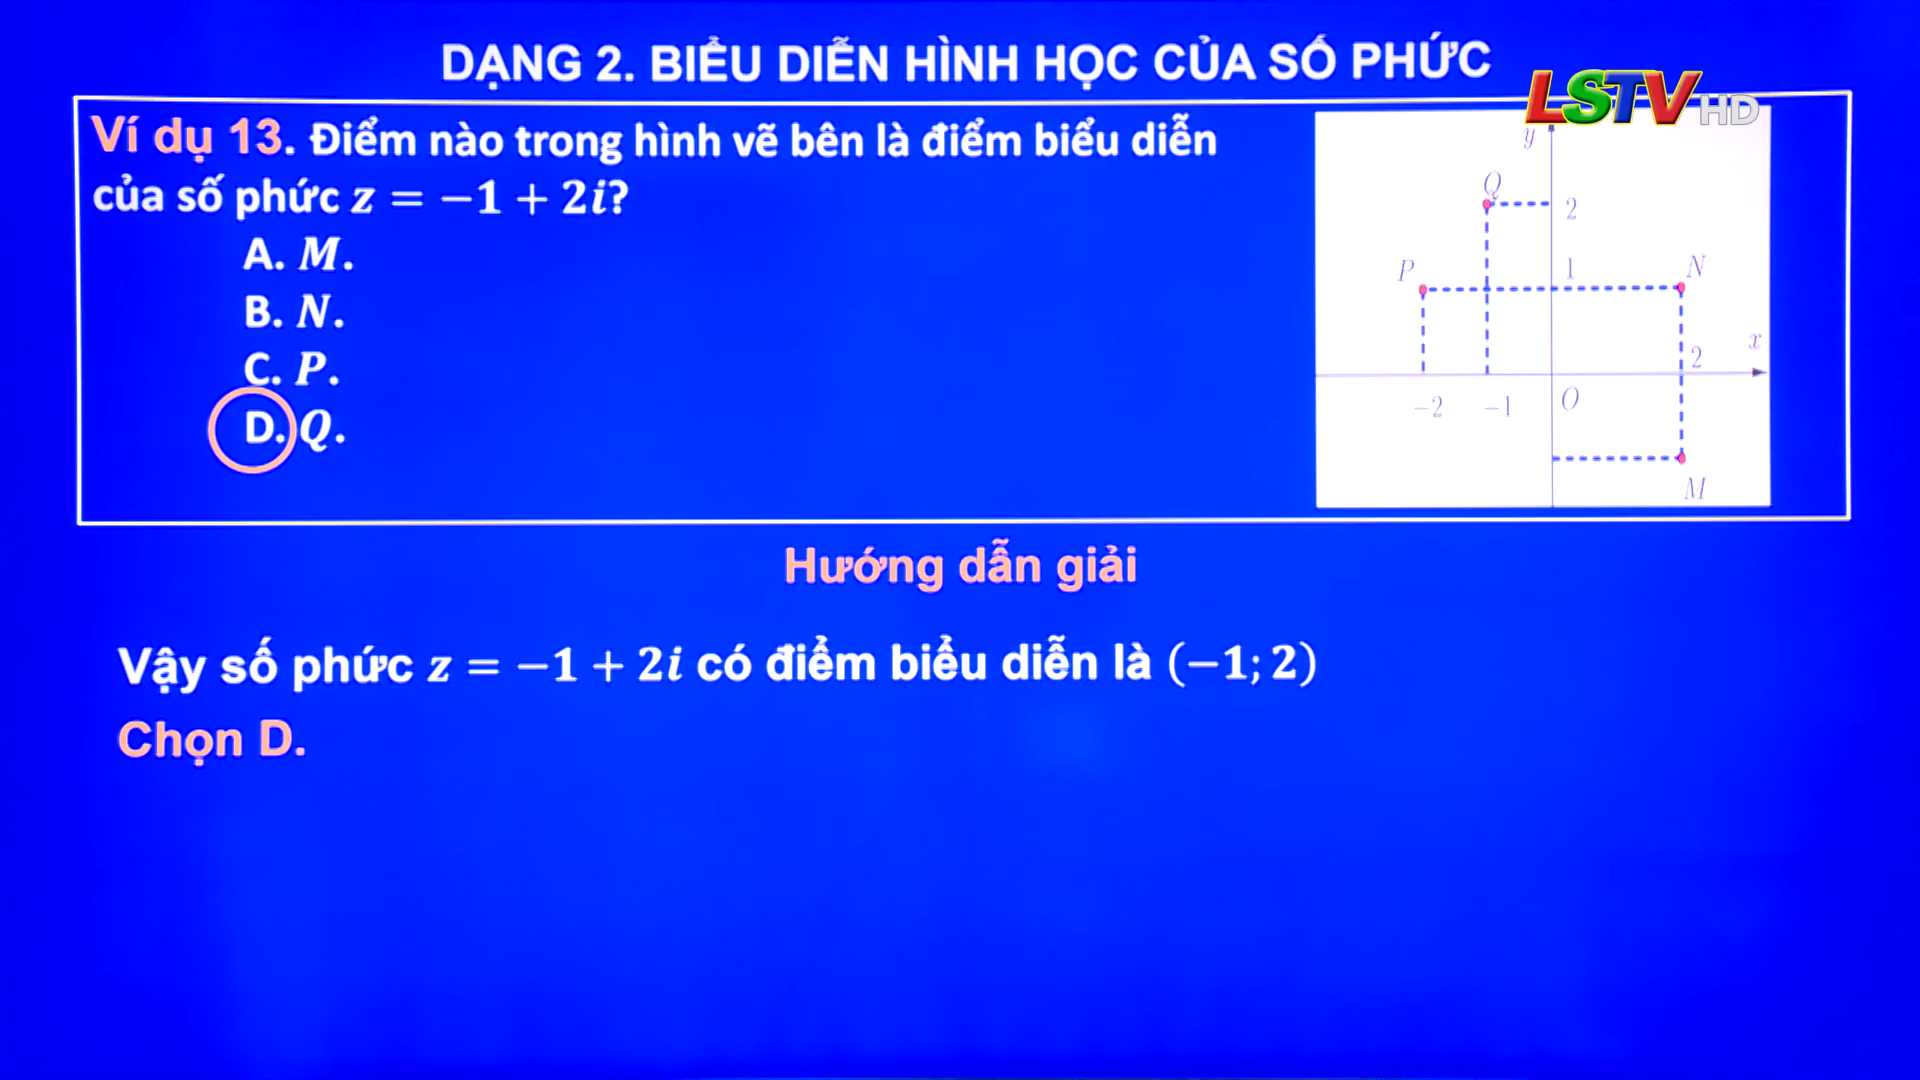 DẠNG 2. BIỂU DIỄN HÌNH HỌC CỦA SỐ PHỨC
LSTV HD
Ví dụ 13. Điểm nào trong hình vẽ bên là điểm biểu diễn
của số phức z = −1 + 2i?
A. M.
B. N.
C. P.
D. Q.
y
Q
2
P
1
N
x
2
−2
−1
O
M
Hướng dẫn giải
Vậy số phức z = −1 + 2i có điểm biểu diễn là (−1; 2)
Chọn D.